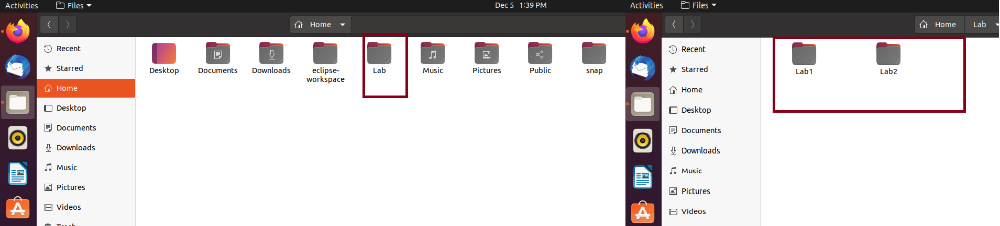 Activities
Files
Dec 5 1:39 PM
Home
Recent
Starred
Home
Desktop
Documents
Downloads
Music
Pictures
Videos
Desktop
Documents
Downloads
eclipse-
workspace
Lab
Music
Pictures
Public
snap
Activities
Files
Home
Lab
Recent
Starred
Home
Desktop
Documents
Downloads
Music
Pictures
Videos
Lab1
Lab2